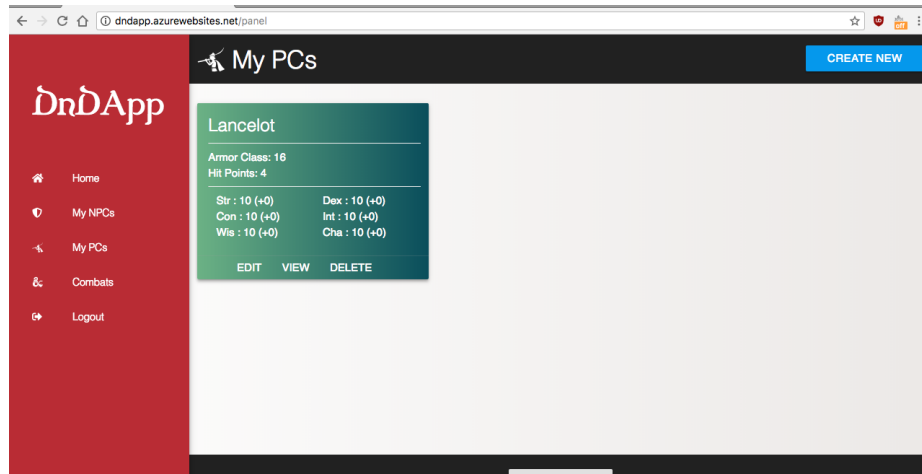 dndapp.azurewebsites.net/panel
off
DnDApp
Home
My NPCs
My PCs
Combats
Logout
My PCs
CREATE NEW
Lancelot
Armor Class: 16
Hit Points: 4
Str : 10 (+0) Dex : 10 (+0)
Con : 10 (+0) Int : 10 (+0)
Wis : 10 (+0) Cha : 10 (+0)
EDIT VIEW DELETE